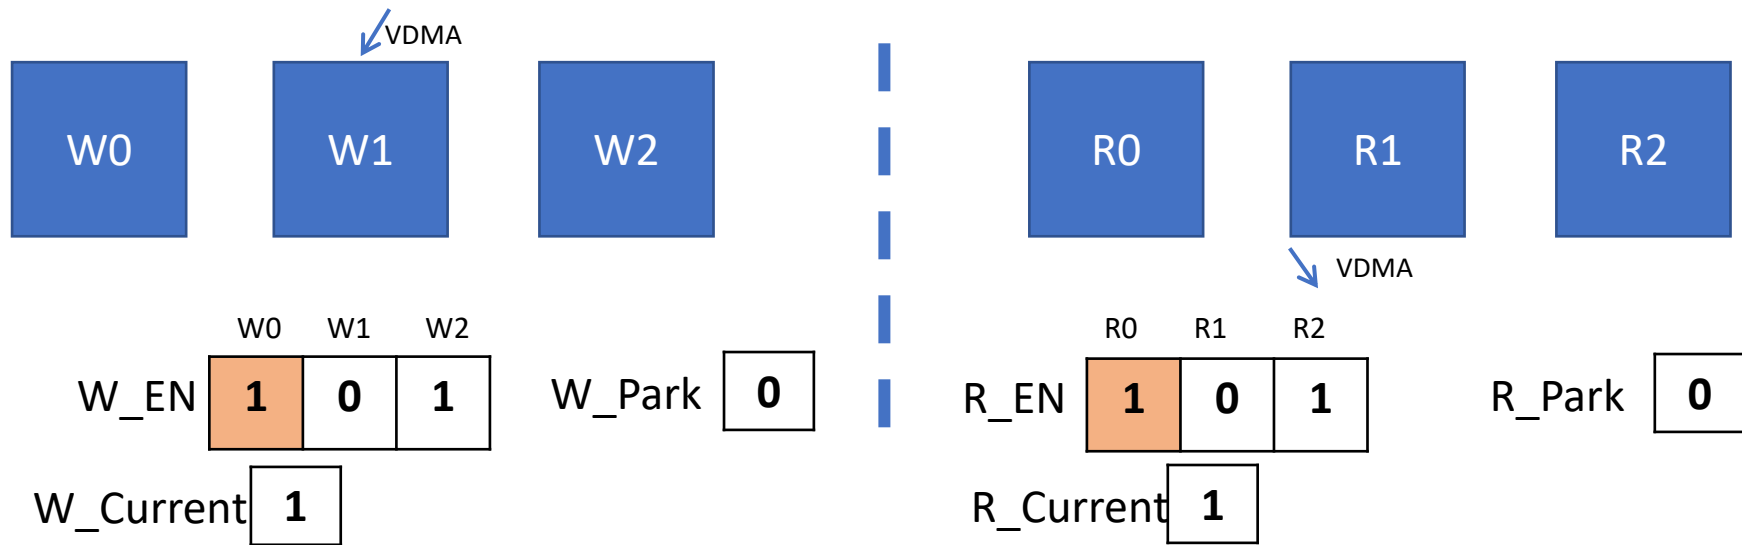 VDMA
W0 W1 W2
R0 R1 R2
VDMA
W0 W1 W2
W_EN 1 0 1
W_Park 0
W_Current 1
R0 R1 R2
R_EN 1 0 1
R_Park 0
R_Current 1